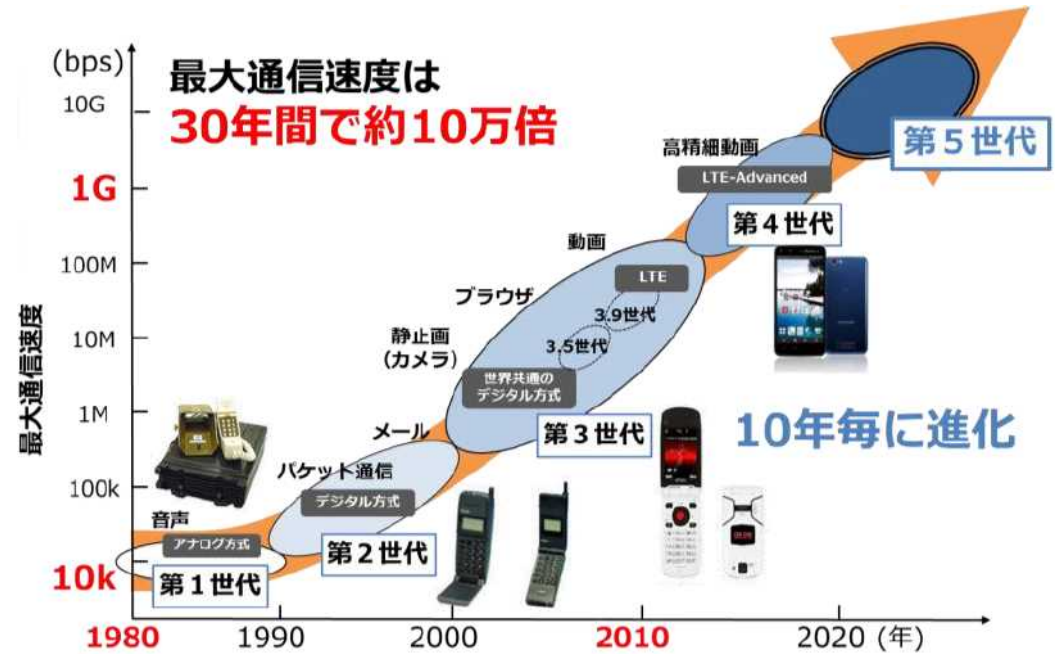 (bps)
最大通信速度は
30年間で約10万倍
10G
1G
100M
10M
1M
100k
10k
最大通信速度
高精細動画
LTE-Advanced
第5世代
第4世代
動画
LTE
ブラウザ
3.9世代
3.5世代
静止画
(カメラ)
世界共通の
デジタル方式
第3世代
10年毎に進化
メール
パケット通信
デジタル方式
第2世代
音声
アナログ方式
第1世代
1980
1990
2000
2010
2020 (年)